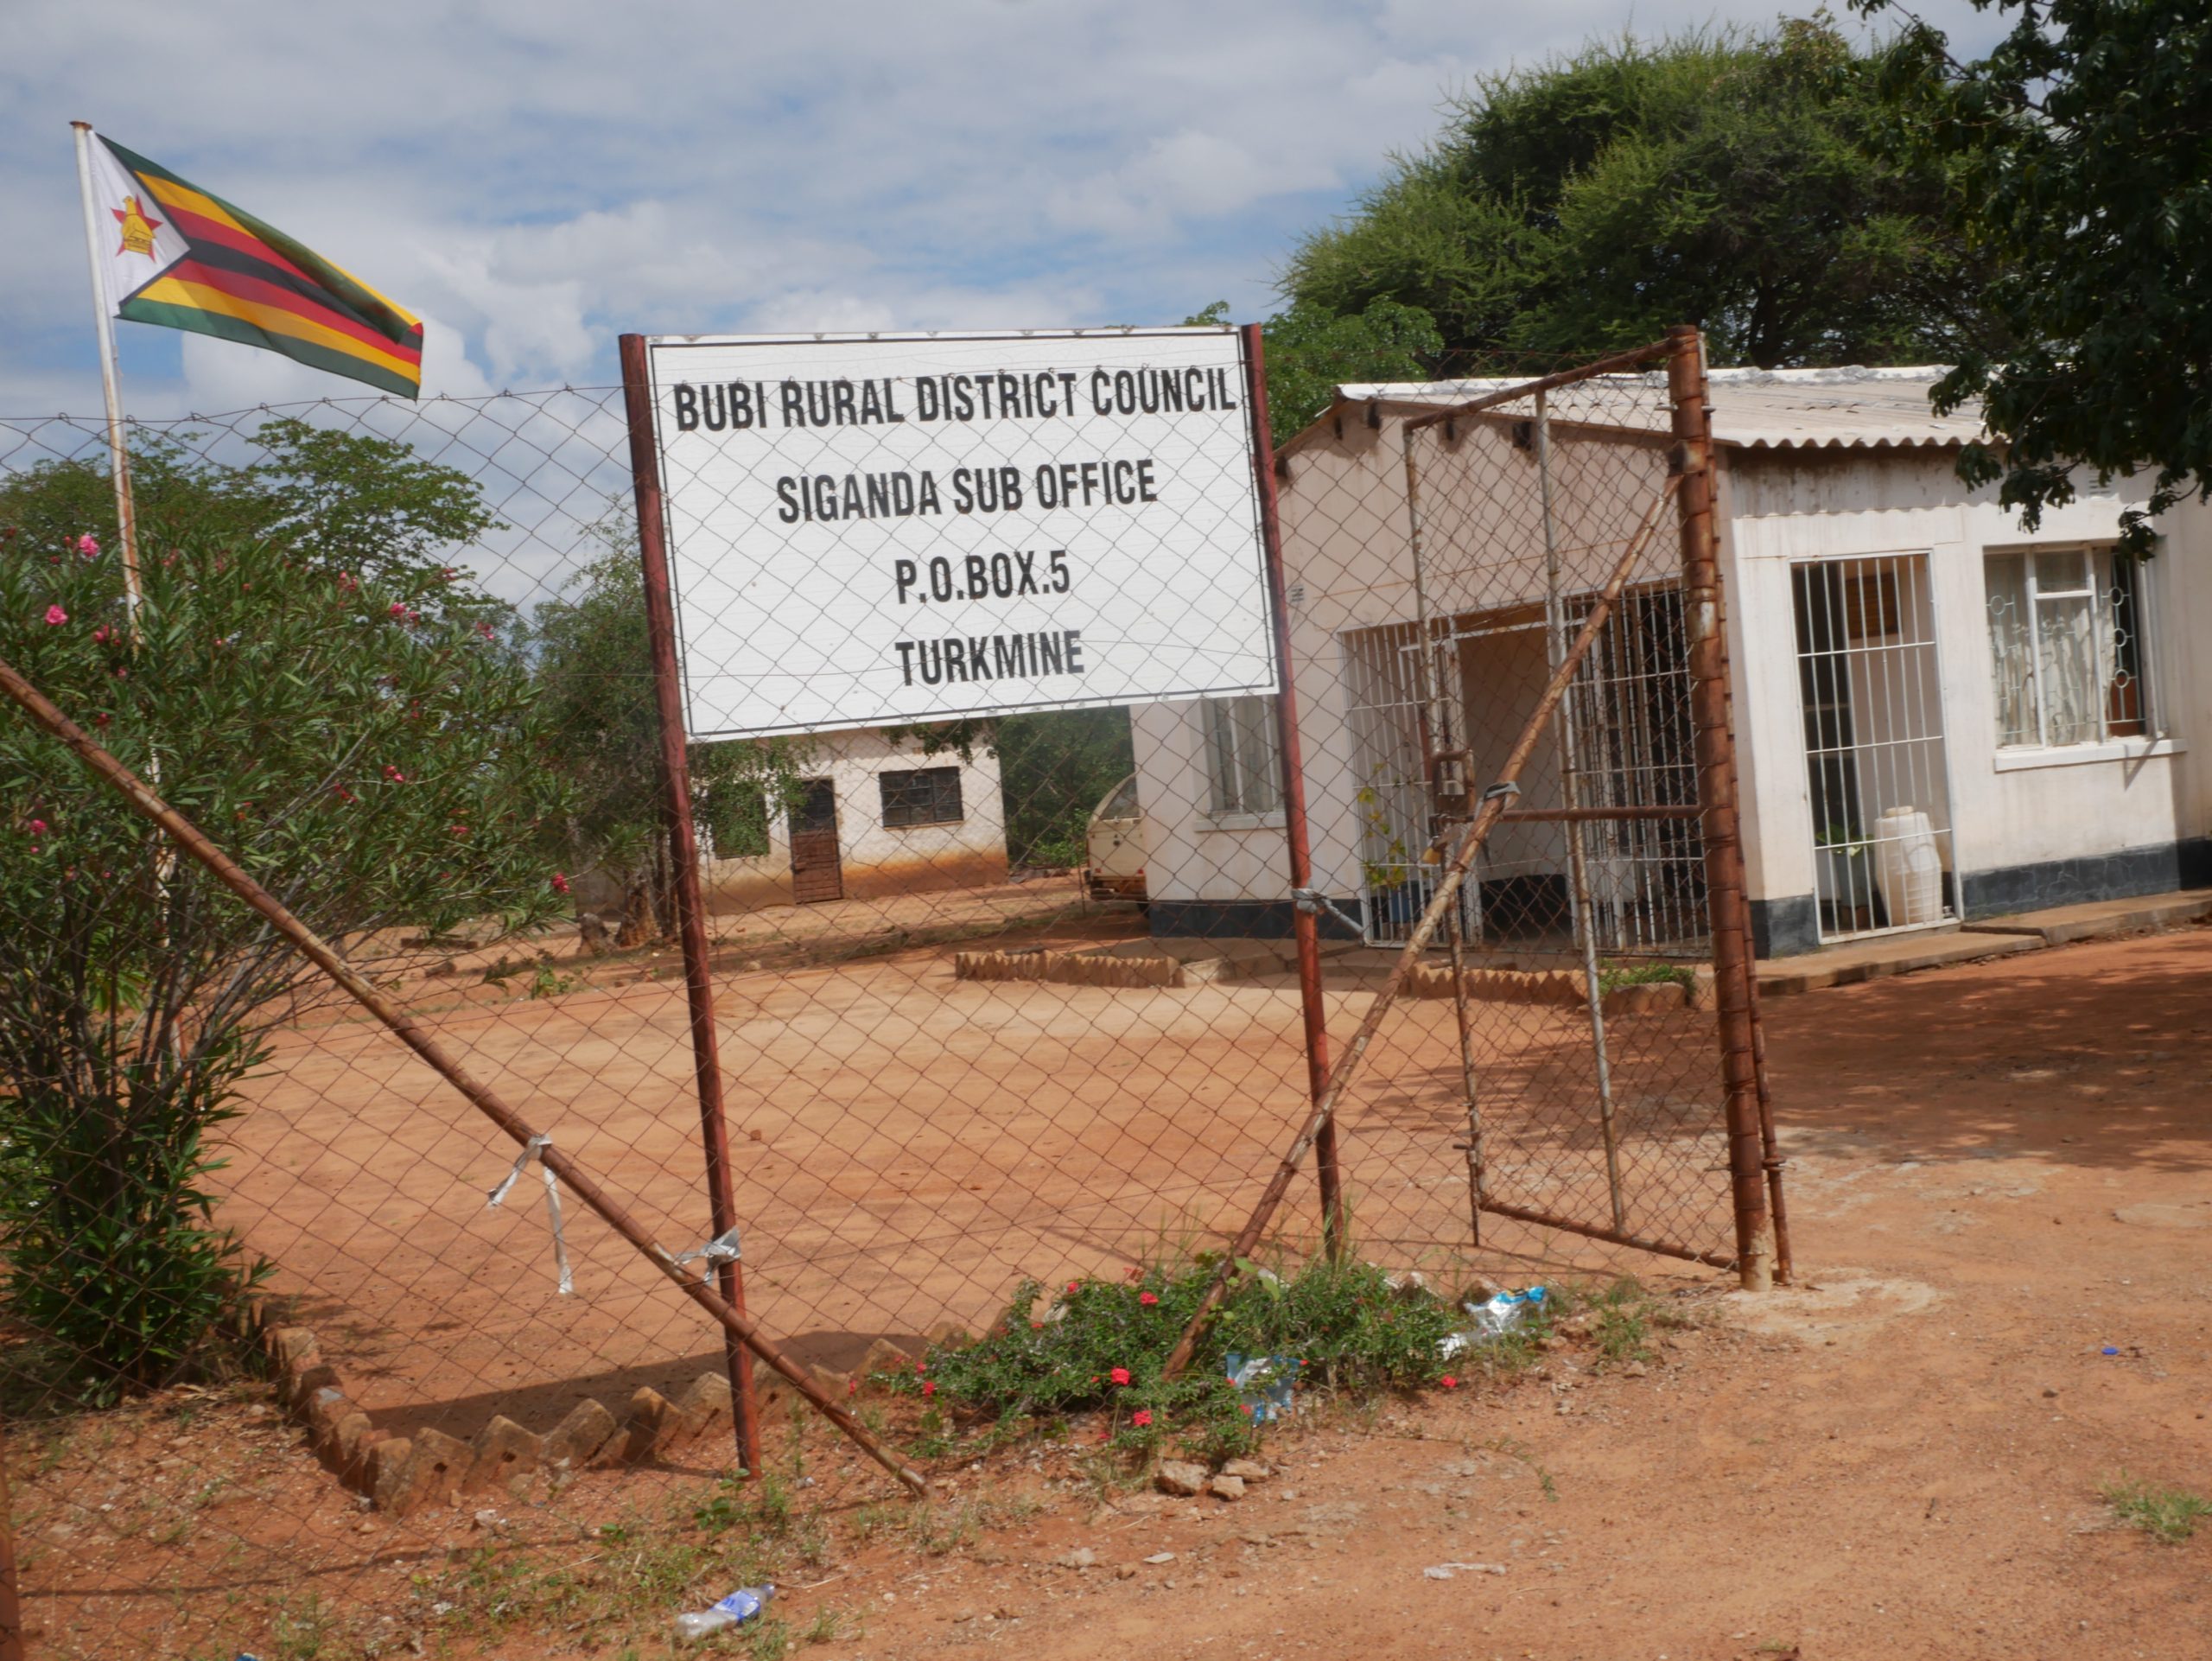 BUBI RURAL DISTRICT COUNCIL
SIGANDA SUB OFFICE
P.O.BOX.5
TURKMINE